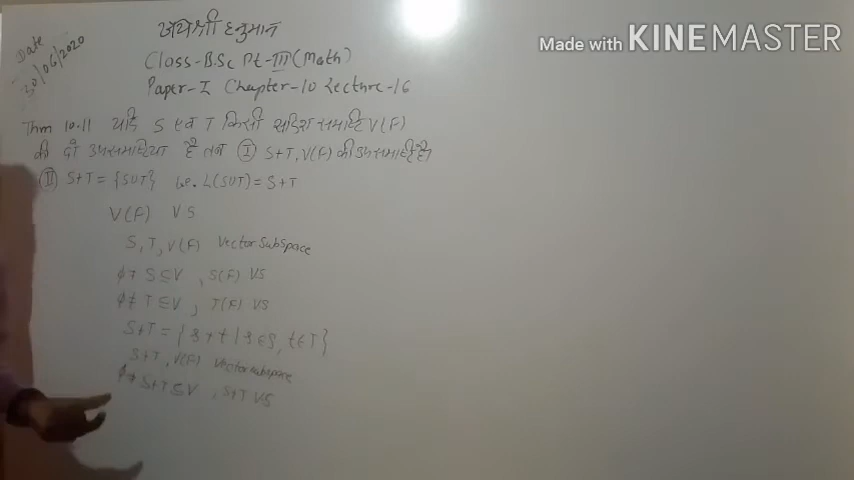 जयश्री हनुमान
Date
30/06/2020
Class-B.Sc Pt-III (Math)
Paper-I Chapter-10 Lecture-16
Made with KINEMASTER
Thm 10.11 यदि S एवं T किसी सदिश समष्टि V(F)
की दो उपसमष्टियां है तब (I) S+T, V(F) की उपसमष्टि है।
(II) S+T = {SUT} i.e. L(SUT) = S+T
V(F) VS
S, T, V(F) Vector Subspace
ϕ ≠ S ⊆ V , S(F) VS
ϕ ≠ T ⊆ V , T(F) VS
S+T = { s + t | s ∈ S, t ∈ T }
S+T, V(F) Vector subspace
ϕ ≠ S+T ⊆ V , S+T VS